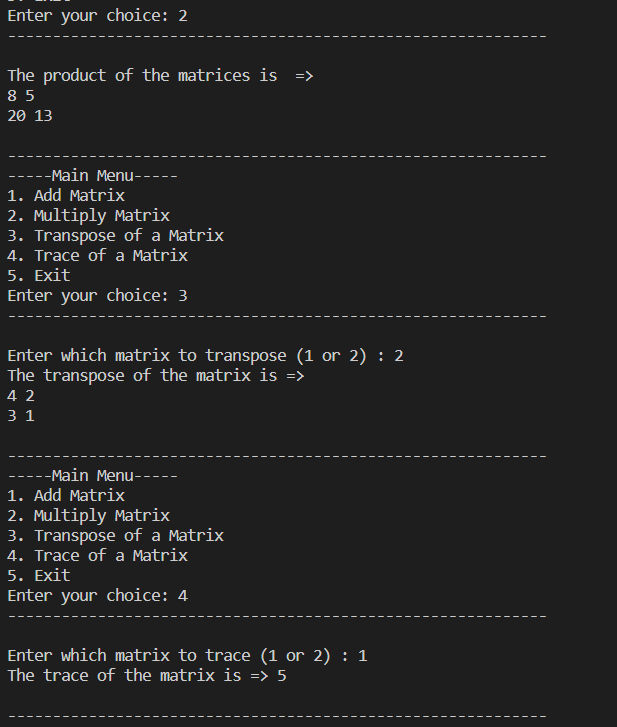 Enter your choice: 2
------------------------------------------------------------
The product of the matrices is  =>
8 5
20 13
------------------------------------------------------------
-----Main Menu-----
1. Add Matrix
2. Multiply Matrix
3. Transpose of a Matrix
4. Trace of a Matrix
5. Exit
Enter your choice: 3
------------------------------------------------------------
Enter which matrix to transpose (1 or 2) : 2
The transpose of the matrix is =>
4 2
3 1
------------------------------------------------------------
-----Main Menu-----
1. Add Matrix
2. Multiply Matrix
3. Transpose of a Matrix
4. Trace of a Matrix
5. Exit
Enter your choice: 4
------------------------------------------------------------
Enter which matrix to trace (1 or 2) : 1
The trace of the matrix is => 5
------------------------------------------------------------